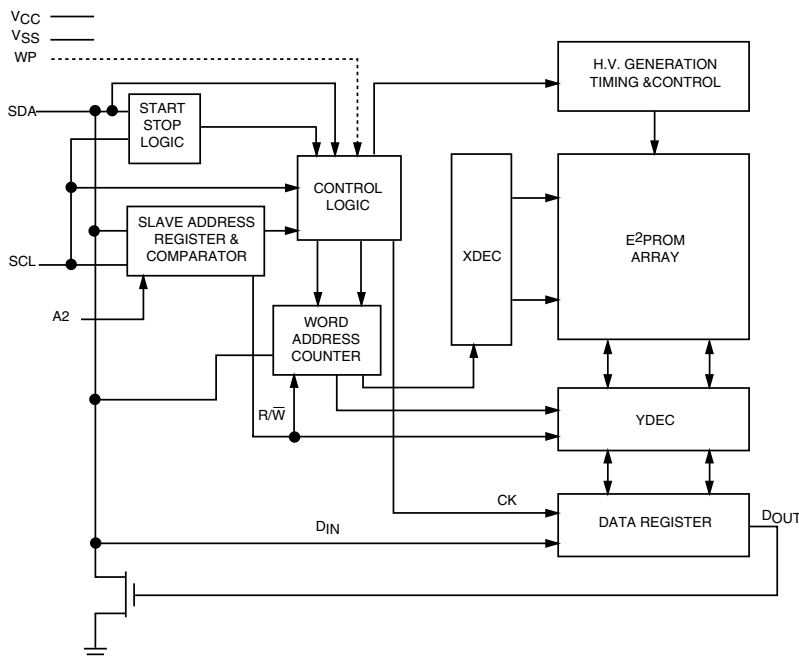 VCC
VSS
WP
SDA
START
STOP
LOGIC
H.V. GENERATION
TIMING &CONTROL
CONTROL
LOGIC
SLAVE ADDRESS
REGISTER &
COMPARATOR
SCL
A2
XDEC
E²PROM
ARRAY
WORD
ADDRESS
COUNTER
R/W̅
YDEC
CK
DIN
DATA REGISTER
DOUT